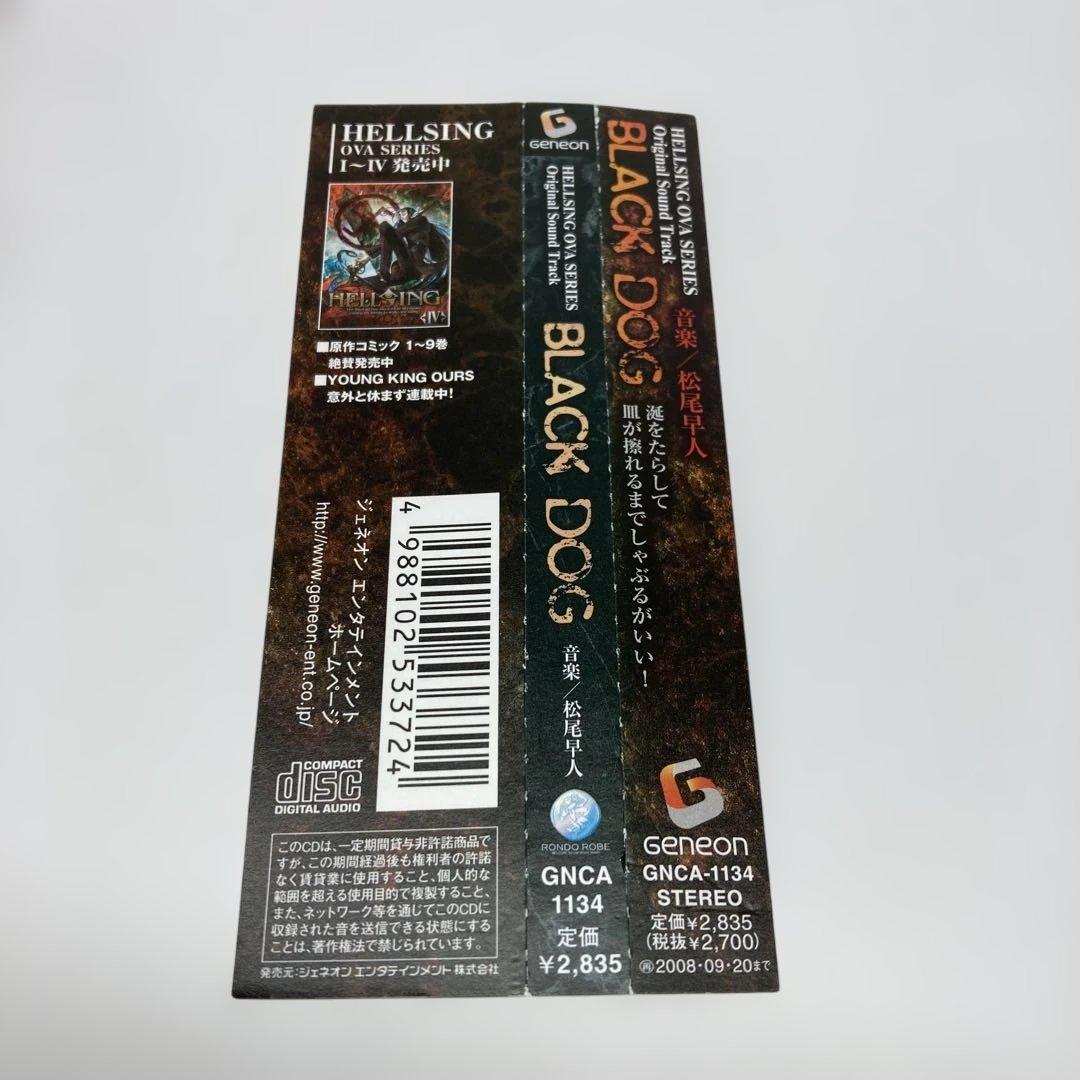 HELLSING
OVA SERIES
I～IV 発売中
HELLSING
<IV>
■原作コミック 1～9巻
絶賛発売中
■YOUNG KING OURS
意外と休まず連載中!
4 988102 533724
ジェネオン エンタテインメント
ホームページ
http://www.geneon-ent.co.jp/
COMPACT
disc
DIGITAL AUDIO
このCDは、一定期間貸与非許諾商品で
すが、この期間経過後も権利者の許諾
なく賃貸業に使用すること、個人的な
範囲を超える使用目的で複製すること、
また、ネットワーク等を通じてこのCDに
収録された音を送信できる状態にする
ことは、著作権法で禁じられています。
発売元:ジェネオン エンタテインメント 株式会社
Geneon
HELLSING OVA SERIES
Original Sound Track
BLACK DOG
音楽／松尾早人
RONDO ROBE
GNCA
1134
定価
¥2,835
HELLSING OVA SERIES
Original Sound Track
BLACK DOG
音楽／松尾早人
涎をたらして
皿が擦れるまでしゃぶるがいい!
Geneon
GNCA-1134
STEREO
定価¥2,835
(税抜¥2,700)
再2008・09・20まで